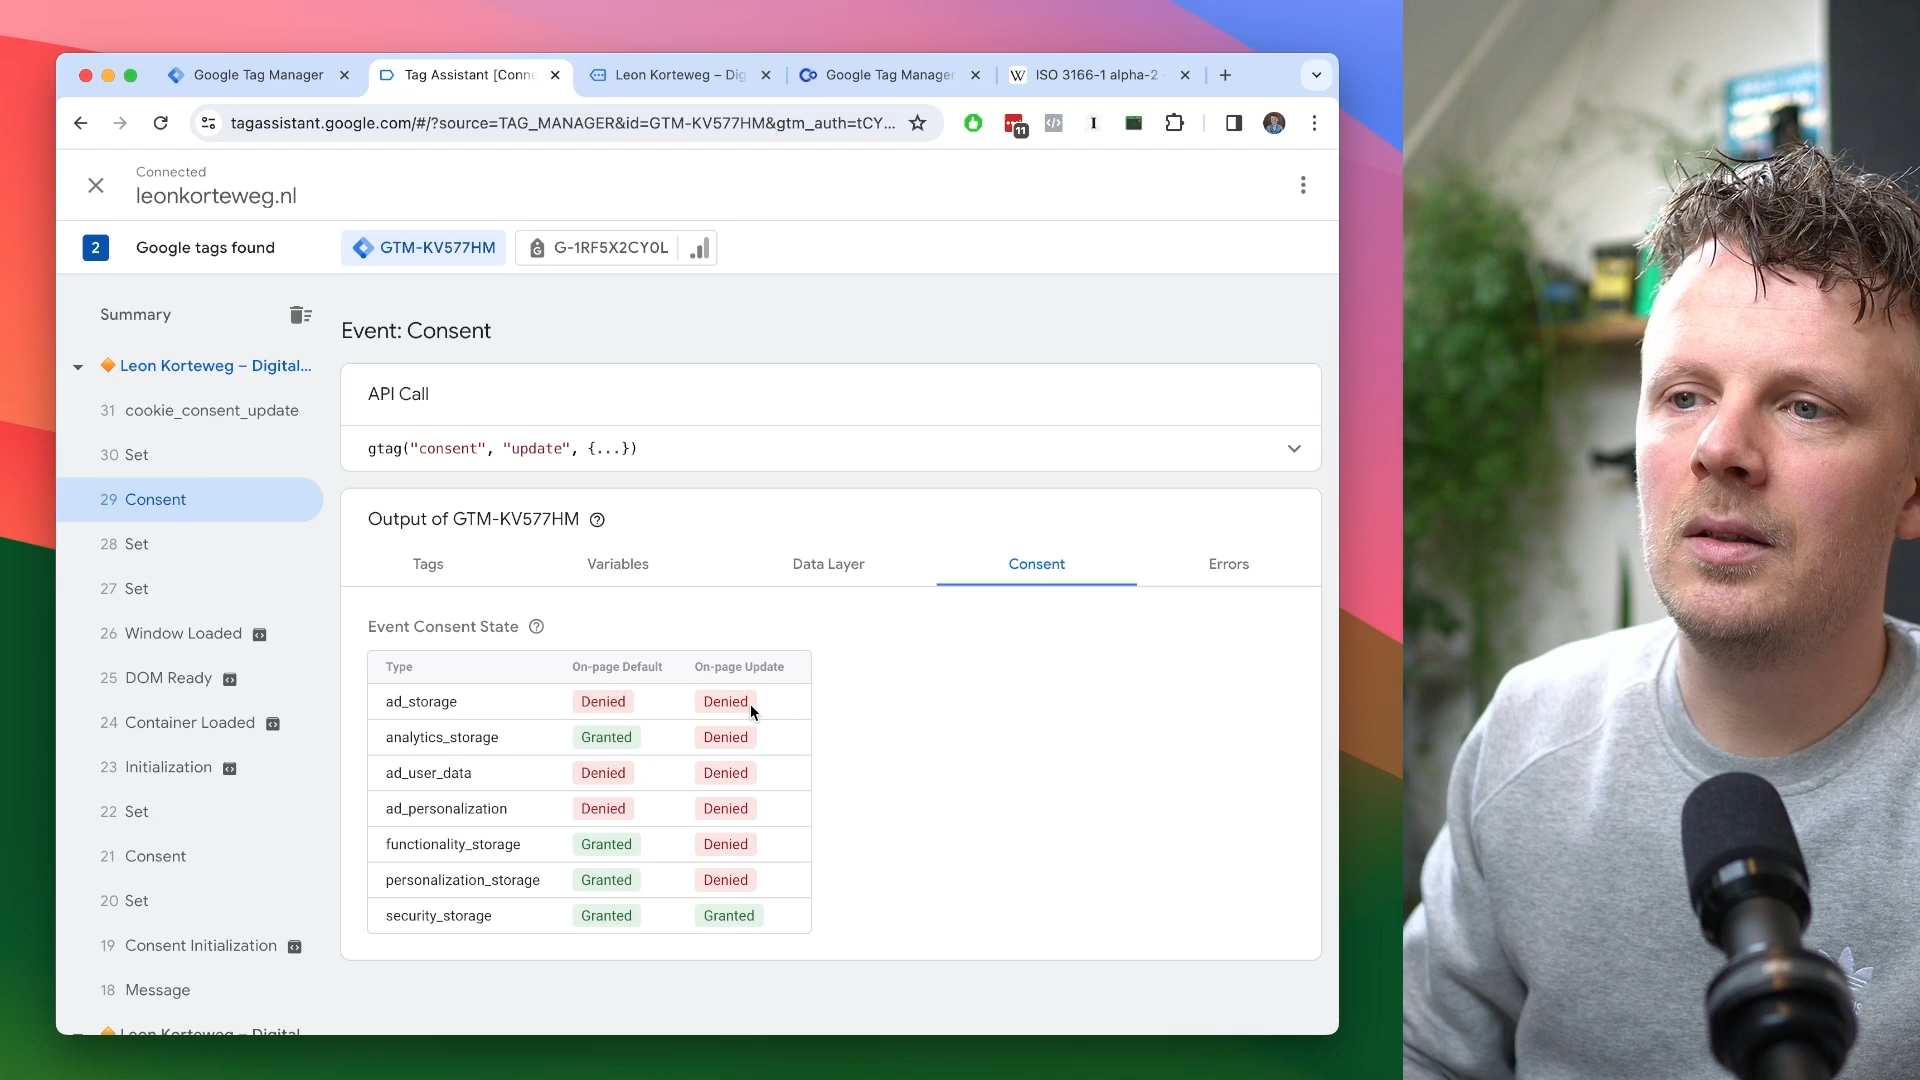 Google Tag Manager
Tag Assistant [Conne
Leon Korteweg – Dig
Google Tag Manager
ISO 3166-1 alpha-2
tagassistant.google.com/#/?source=TAG_MANAGER&id=GTM-KV577HM&gtm_auth=tCY...
11
Connected
leonkorteweg.nl
2 Google tags found
GTM-KV577HM
G-1RF5X2CY0L
Summary
Leon Korteweg – Digital...
31 cookie_consent_update
30 Set
29 Consent
28 Set
27 Set
26 Window Loaded
25 DOM Ready
24 Container Loaded
23 Initialization
22 Set
21 Consent
20 Set
19 Consent Initialization
18 Message
Leon Korteweg – Digital
Event: Consent
API Call
gtag("consent", "update", {...})
Output of GTM-KV577HM
Tags Variables Data Layer Consent Errors
Event Consent State
Type On-page Default On-page Update
ad_storage Denied Denied
analytics_storage Granted Denied
ad_user_data Denied Denied
ad_personalization Denied Denied
functionality_storage Granted Denied
personalization_storage Granted Denied
security_storage Granted Granted